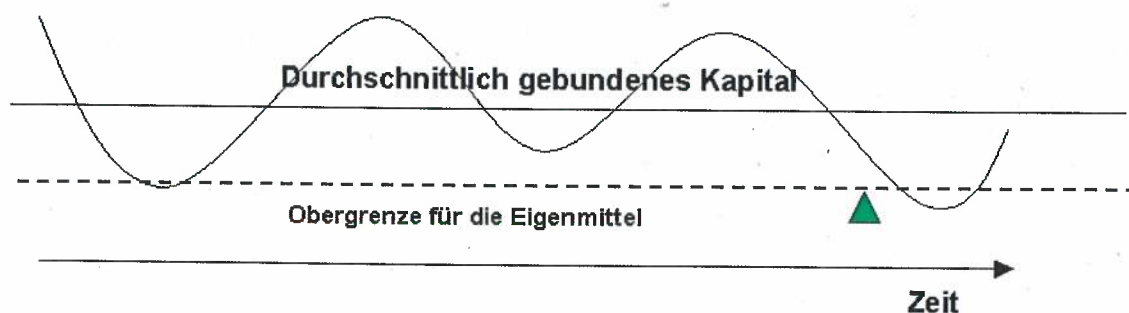 Durchschnittlich gebundenes Kapital
Obergrenze für die Eigenmittel
Zeit